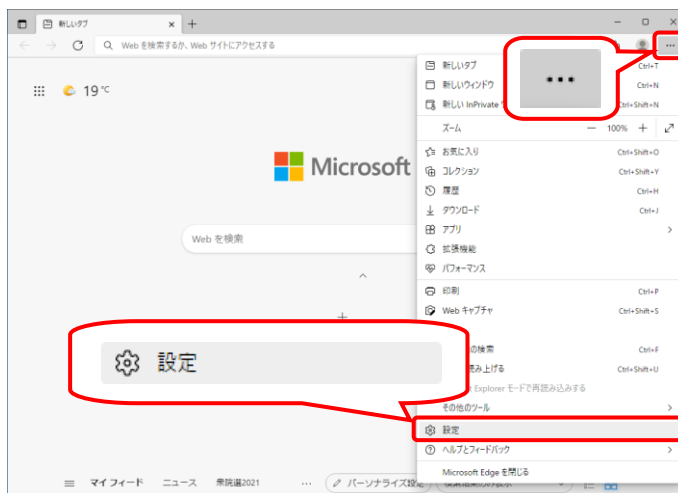 新しいタブ
Web を検索するか、Web サイトにアクセスする
19 ℃
Microsoft
Web を検索
新しいタブ Ctrl+T
新しいウィンドウ Ctrl+N
新しい InPrivate Ctrl+Shift+N
ズーム 100%
お気に入り Ctrl+Shift+O
コレクション Ctrl+Shift+Y
履歴 Ctrl+H
ダウンロード Ctrl+J
アプリ
拡張機能
パフォーマンス
印刷 Ctrl+P
Web キャプチャ Ctrl+Shift+S
の検索 Ctrl+F
み上げる Ctrl+Shift+U
Explorer モードで再読み込みする
その他のツール
設定
設定
ヘルプとフィードバック
Microsoft Edge を閉じる
マイ フィード ニュース 衆院選2021 ... パーソナライズ設定